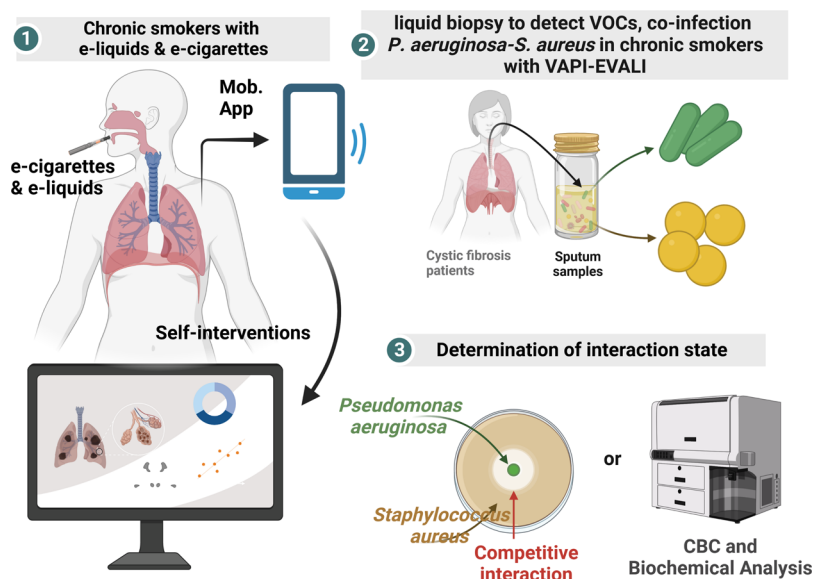 1
Chronic smokers with
e-liquids & e-cigarettes
Mob.
App
e-cigarettes
& e-liquids
Self-interventions
liquid biopsy to detect VOCs, co-infection
2
P. aeruginosa-S. aureus in chronic smokers
with VAPI-EVALI
Cystic fibrosis
patients
Sputum
samples
3
Determination of interaction state
Pseudomonas
aeruginosa
Staphylococcus
aureus
Competitive
interaction
or
CBC and
Biochemical Analysis